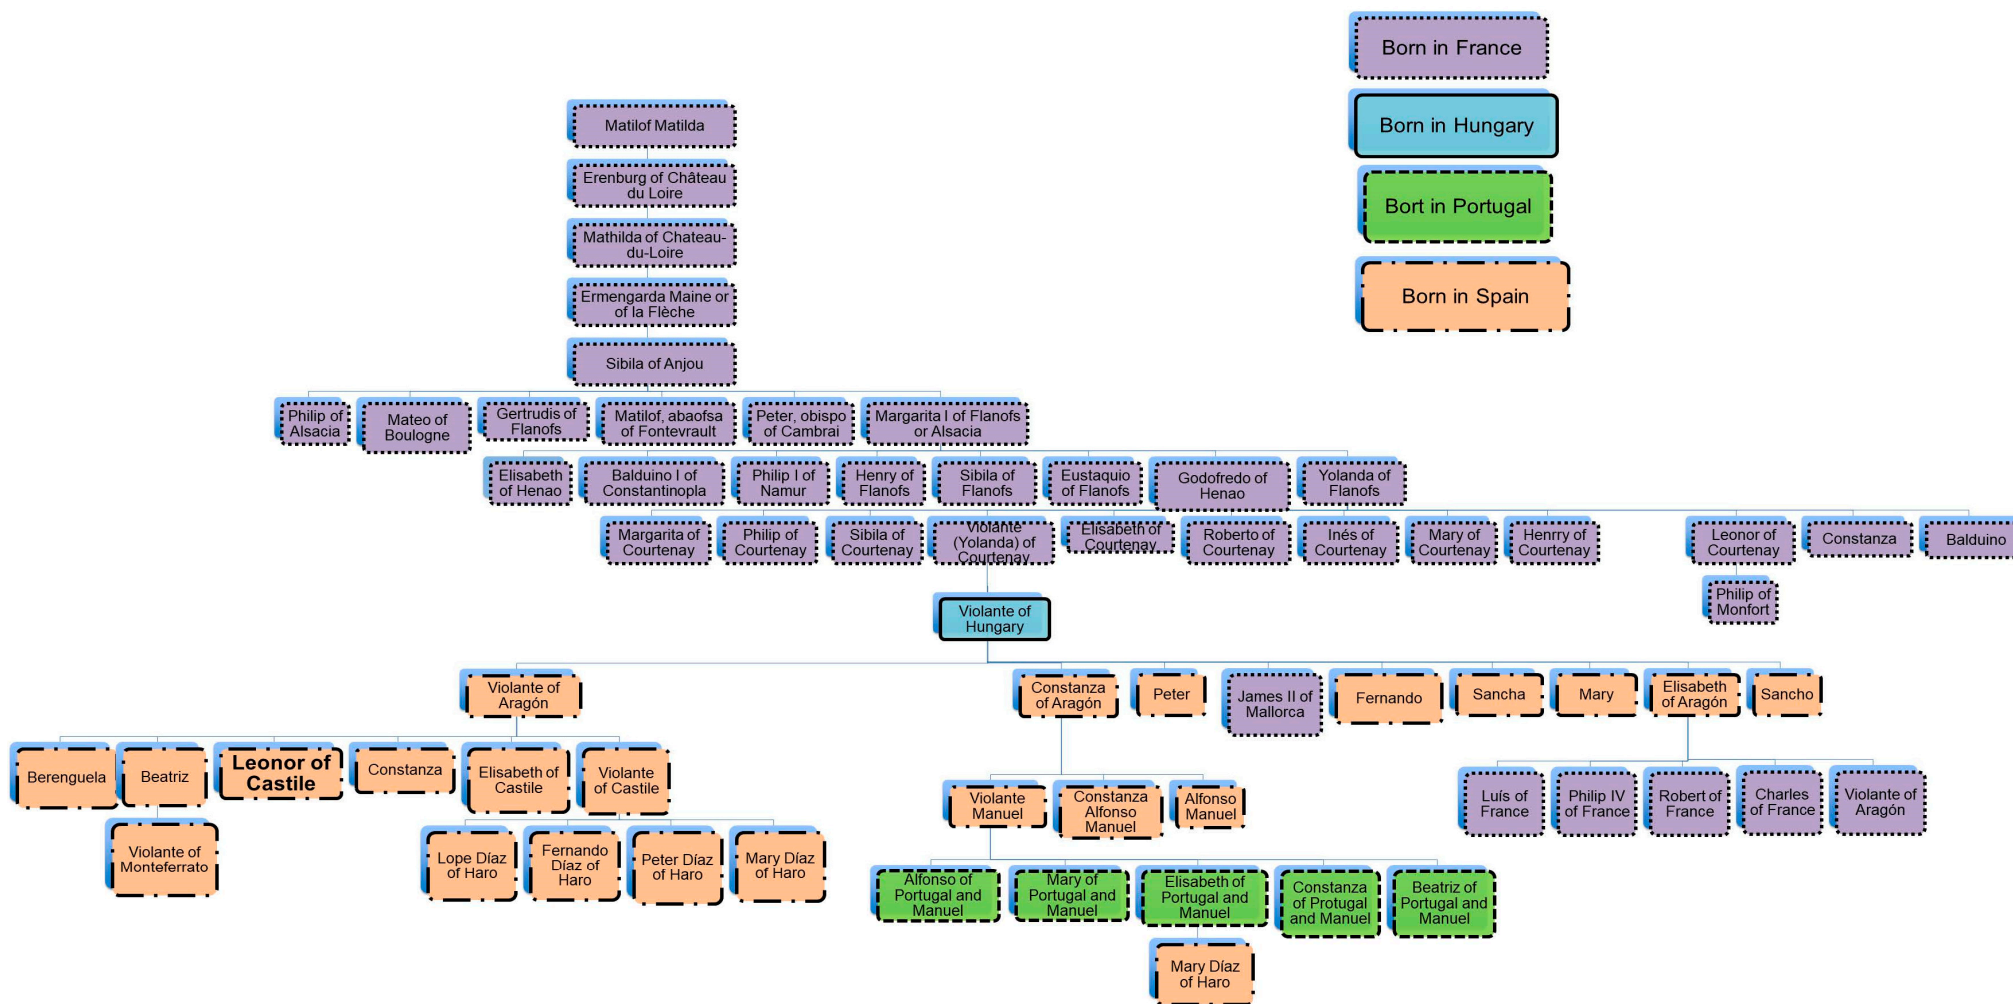 Born in France
Born in Hungary
Bort in Portugal
Born in Spain
Matilof Matilda
Erenburg of Château
du Loire
Mathilda of Chateau-
du-Loire
Ermengarda Maine or
of la Flèche
Sibila of Anjou
Philip of
Alsacia
Mateo of
Boulogne
Gertrudis of
Flanofs
Matilof, abaofsa
of Fontevrault
Peter, obispo
of Cambrai
Margarita I of Flanofs
or Alsacia
Elisabeth
of Henao
Balduino I of
Constantinopla
Philip I of
Namur
Henry of
Flanofs
Sibila of
Flanofs
Eustaquio
of Flanofs
Godofredo of
Henao
Yolanda of
Flanofs
Margarita of
Courtenay
Philip of
Courtenay
Sibila of
Courtenay
Violante
(Yolanda) of
Courtenay
Elisabeth of
Courtenay
Roberto of
Courtenay
Inés of
Courtenay
Mary of
Courtenay
Henrry of
Courtenay
Leonor of
Courtenay
Constanza
Balduino
Philip of
Monfort
Violante of
Hungary
Violante of
Aragón
Constanza
of Aragón
Peter
James II of
Mallorca
Fernando
Sancha
Mary
Elisabeth
of Aragón
Sancho
Berenguela
Beatriz
Leonor of
Castile
Constanza
Elisabeth of
Castile
Violante
of Castile
Violante
Manuel
Constanza
Alfonso
Manuel
Alfonso
Manuel
Luís of
France
Philip IV
of France
Robert of
France
Charles
of France
Violante of
Aragón
Violante of
Monteferrato
Lope Díaz
of Haro
Fernando
Díaz of
Haro
Peter Díaz
of Haro
Mary Díaz
of Haro
Alfonso of
Portugal and
Manuel
Mary of
Portugal and
Manuel
Elisabeth of
Portugal and
Manuel
Constanza
of Protugal
and Manuel
Beatriz of
Portugal and
Manuel
Mary Díaz
of Haro